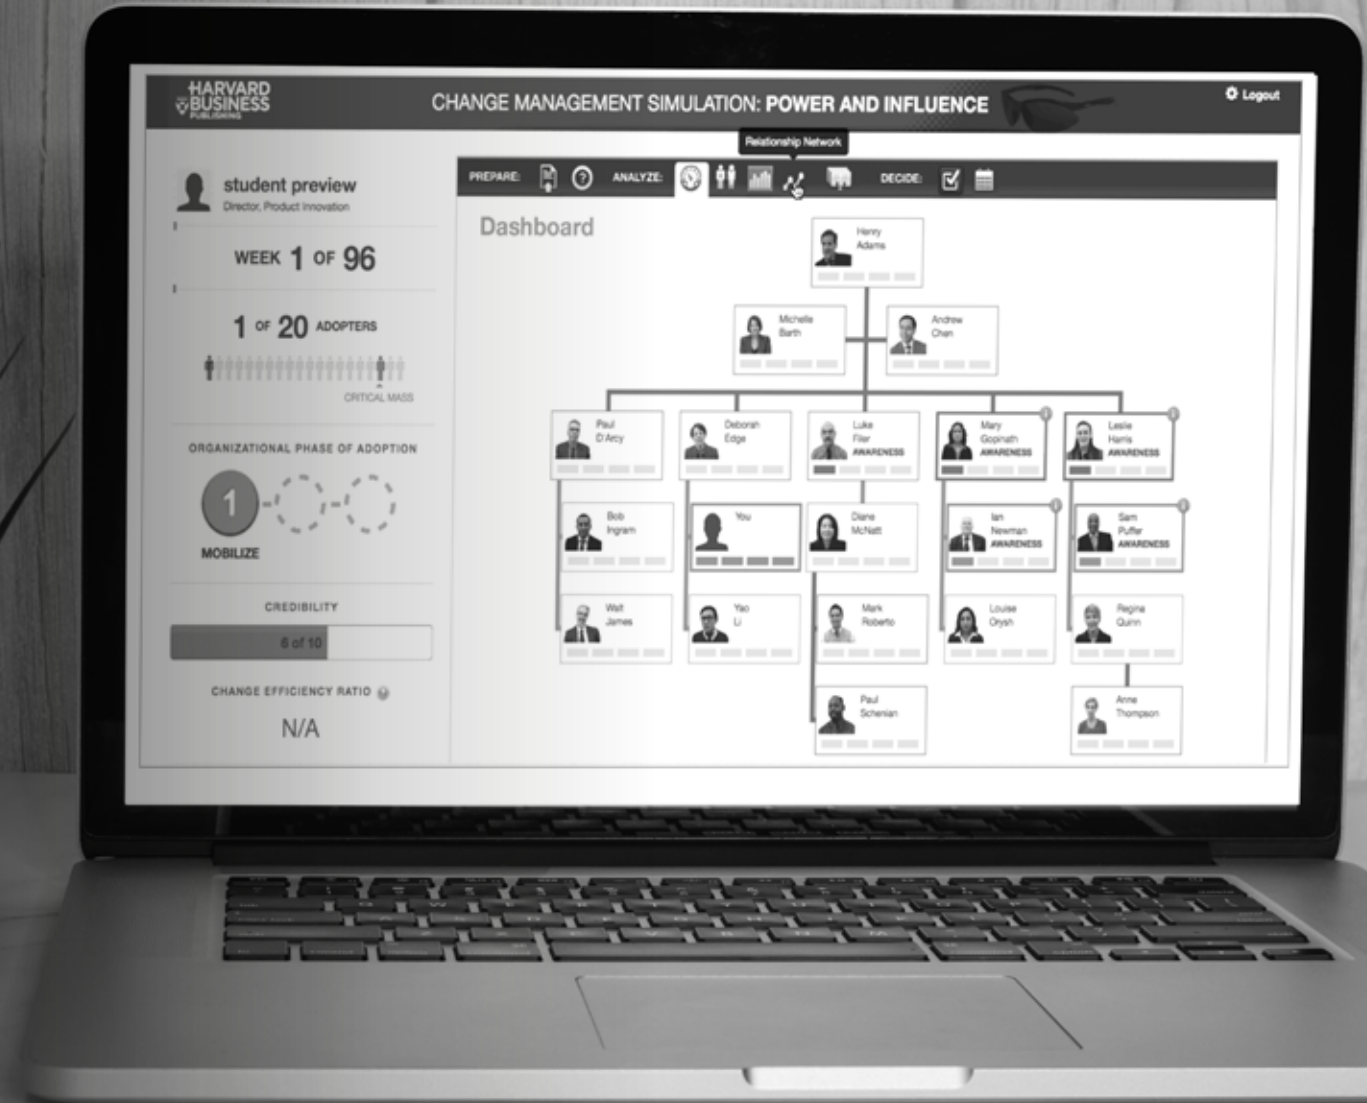 HARVARD
BUSINESS
PUBLISHING
CHANGE MANAGEMENT SIMULATION: POWER AND INFLUENCE
Logout
Relationship Network
student preview
Director, Product Innovation
WEEK 1 OF 96
1 OF 20 ADOPTERS
CRITICAL MASS
ORGANIZATIONAL PHASE OF ADOPTION
1
MOBILIZE
CREDIBILITY
6 of 10
CHANGE EFFICIENCY RATIO
N/A
PREPARE: ? ANALYZE: DECIDE:
Dashboard
Henry
Adams
Michelle
Barth
Andrew
Chen
Paul
D'Arcy
Deborah
Edge
Luke
Filer
AWARENESS
Mary
Gopinath
AWARENESS
Leslie
Harris
AWARENESS
Bob
Ingram
You
Diane
McNatt
Ian
Newman
AWARENESS
Sam
Puffer
AWARENESS
Walt
James
Yao
Li
Mark
Roberto
Louise
Orysh
Regina
Quinn
Paul
Schenian
Anne
Thompson